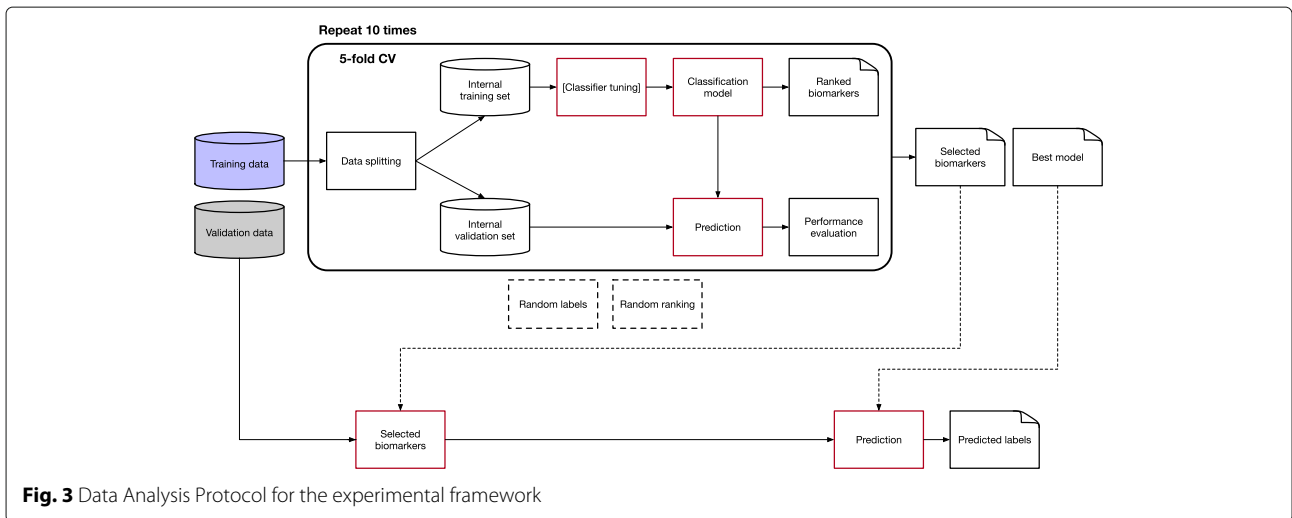 Repeat 10 times
5-fold CV
Internal
training set
[Classifier tuning]
Classification
model
Ranked
biomarkers
Training data
Data splitting
Selected
biomarkers
Best model
Validation data
Internal
validation set
Prediction
Performance
evaluation
Random labels
Random ranking
Selected
biomarkers
Prediction
Predicted labels
Fig. 3 Data Analysis Protocol for the experimental framework